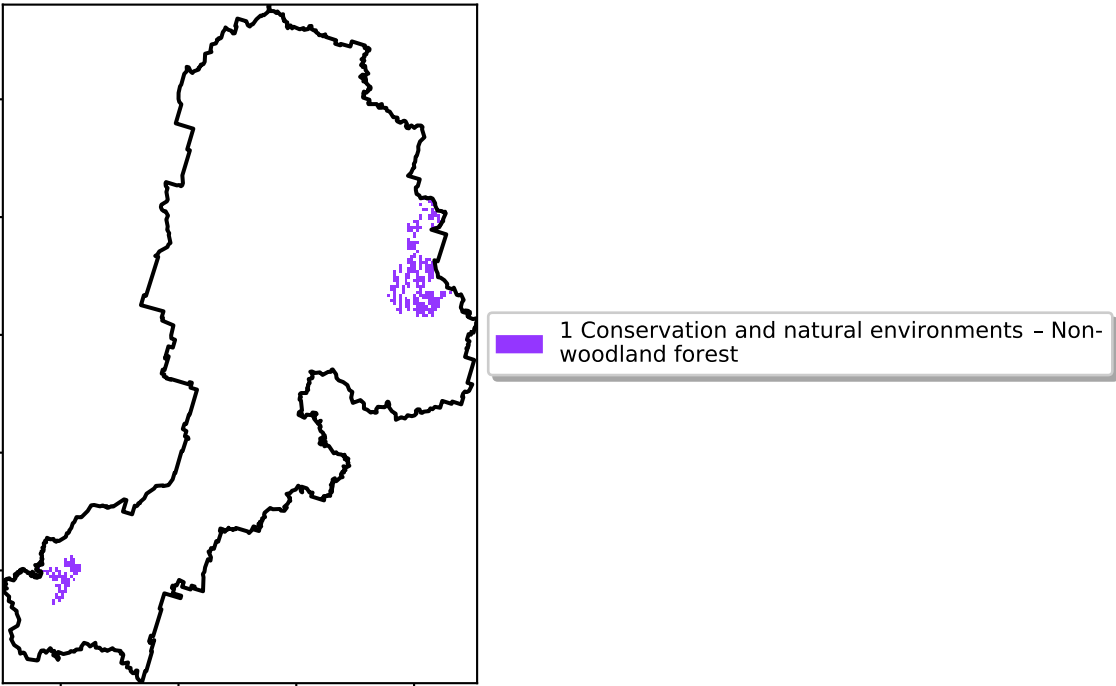 1 Conservation and natural environments – Non-
woodland forest